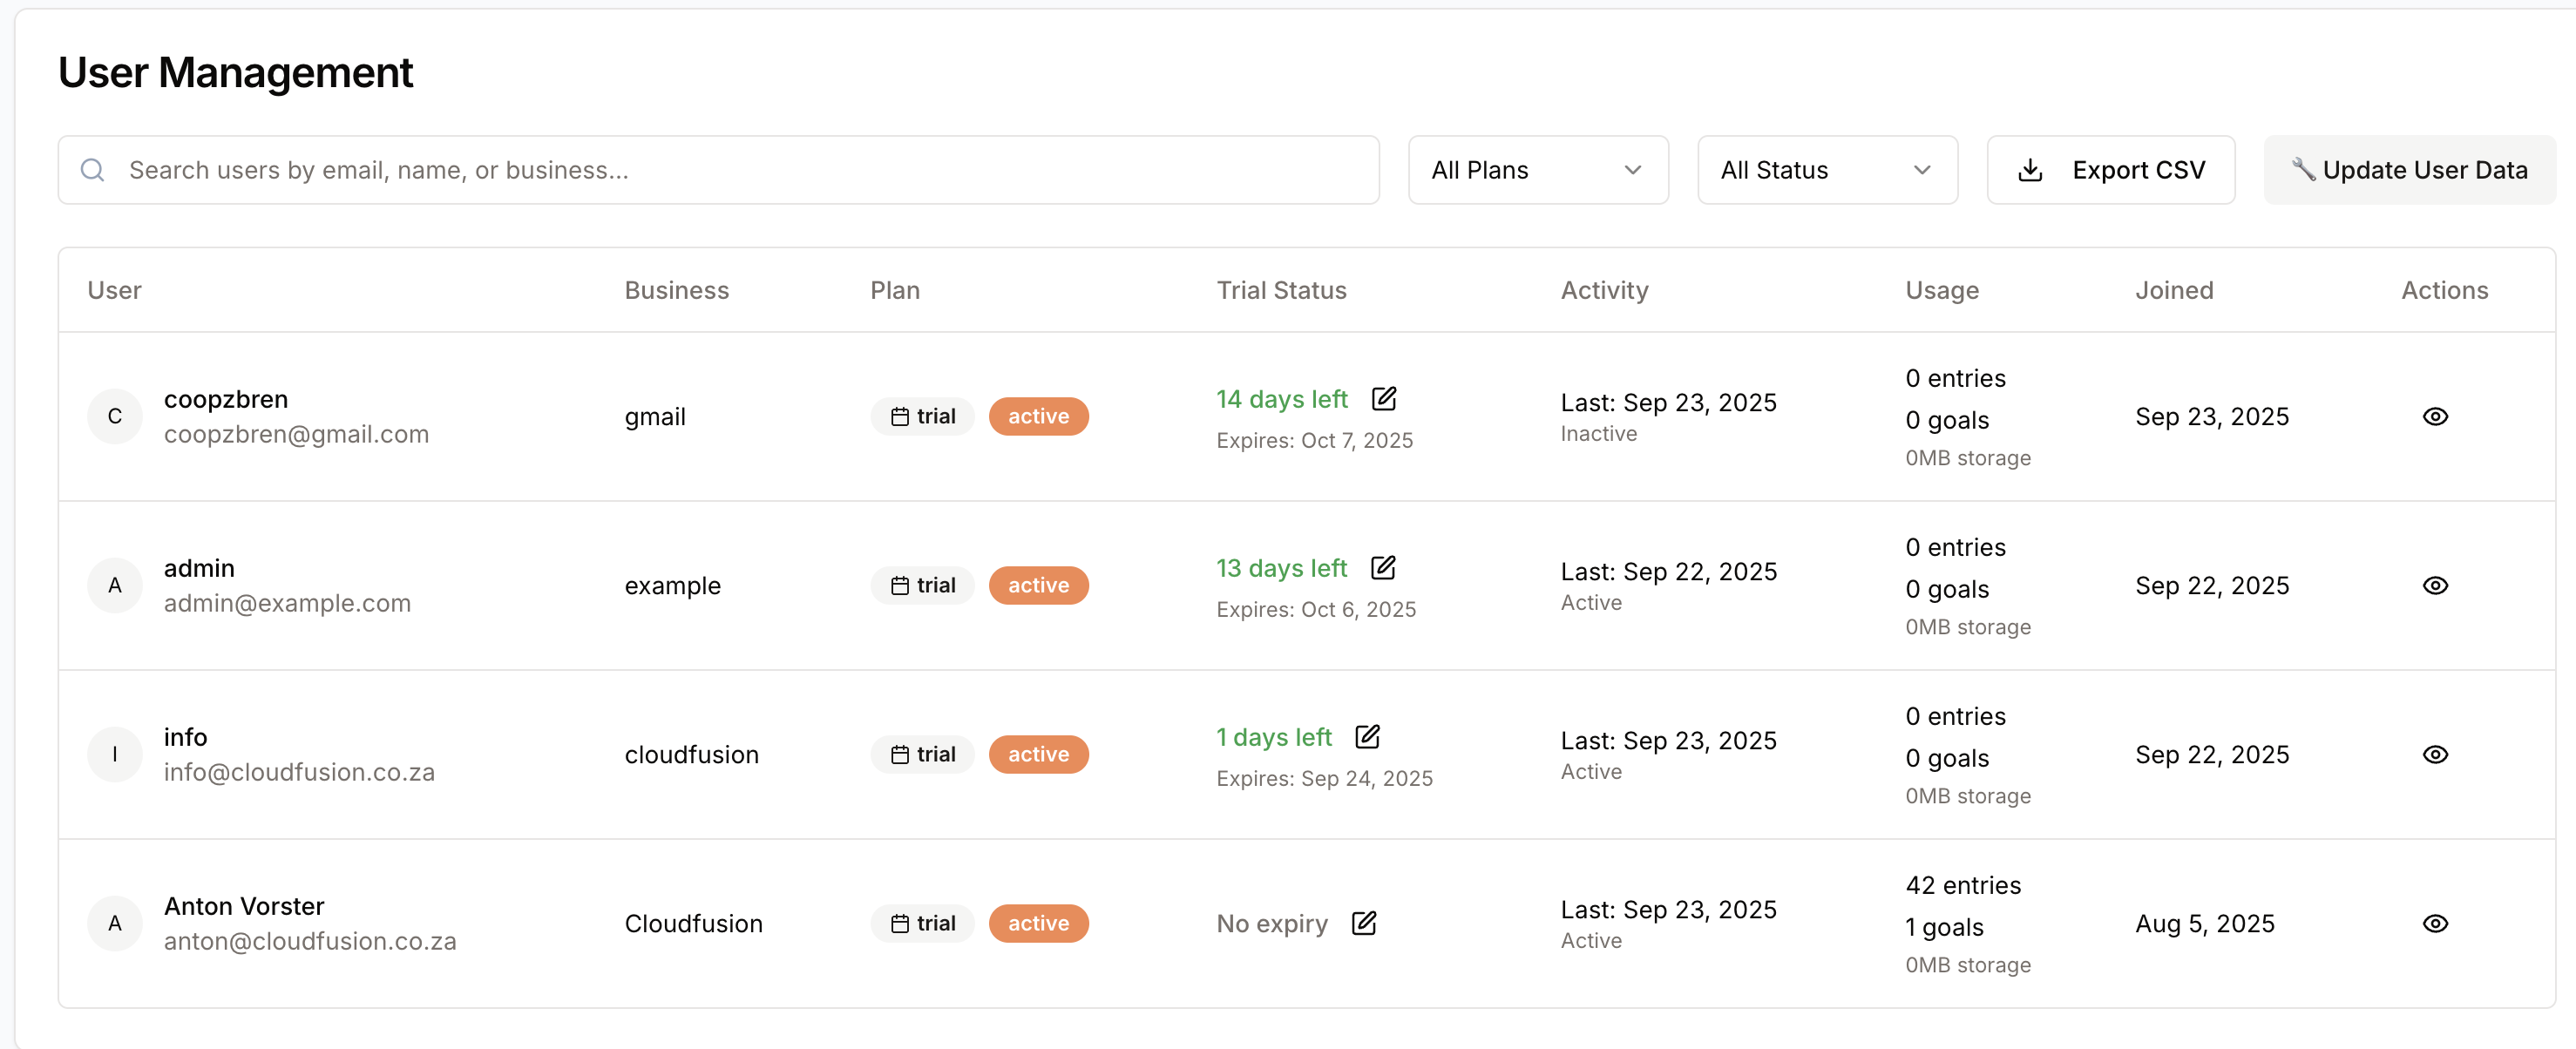 User Management
Search users by email, name, or business...
All Plans
All Status
Export CSV
Update User Data
User Business Plan Trial Status Activity Usage Joined Actions
C
coopzbren
coopzbren@gmail.com
gmail
trial
active
14 days left
Expires: Oct 7, 2025
Last: Sep 23, 2025
Inactive
0 entries
0 goals
0MB storage
Sep 23, 2025
A
admin
admin@example.com
example
trial
active
13 days left
Expires: Oct 6, 2025
Last: Sep 22, 2025
Active
0 entries
0 goals
0MB storage
Sep 22, 2025
I
info
info@cloudfusion.co.za
cloudfusion
trial
active
1 days left
Expires: Sep 24, 2025
Last: Sep 23, 2025
Active
0 entries
0 goals
0MB storage
Sep 22, 2025
A
Anton Vorster
anton@cloudfusion.co.za
Cloudfusion
trial
active
No expiry
Last: Sep 23, 2025
Active
42 entries
1 goals
0MB storage
Aug 5, 2025